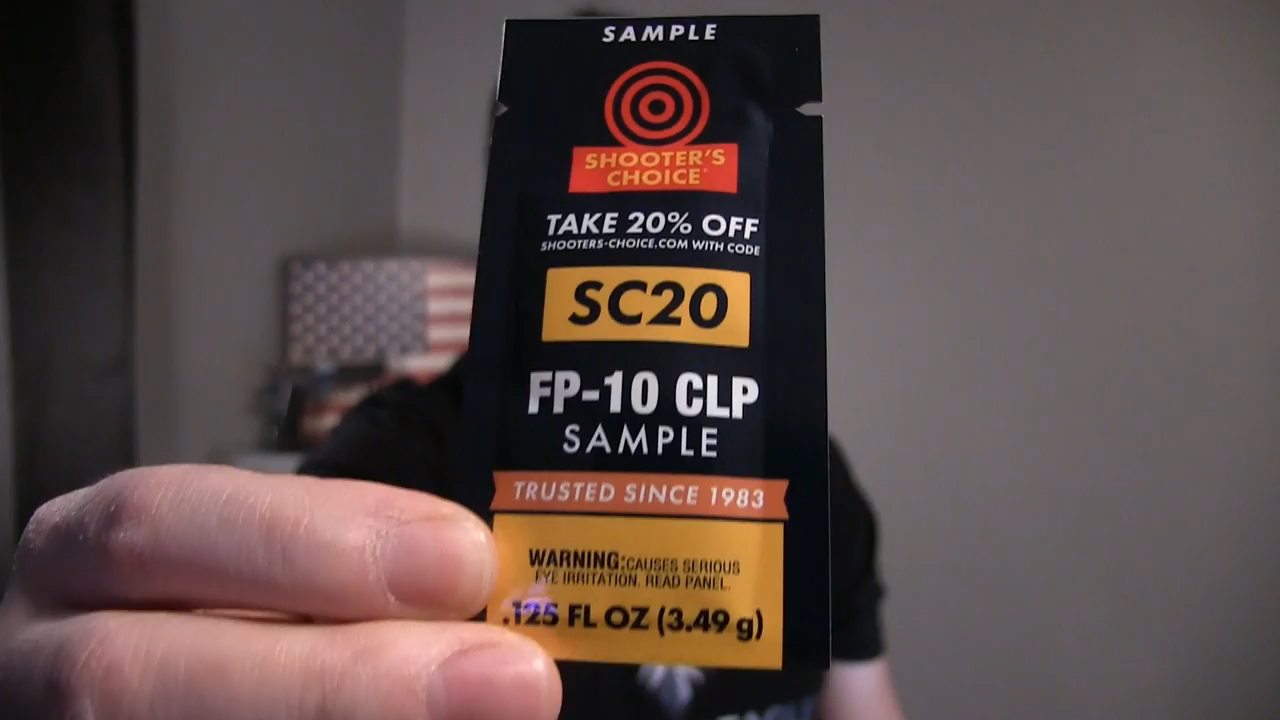 SAMPLE
SHOOTER'S
CHOICE
TAKE 20% OFF
SHOOTERS-CHOICE.COM WITH CODE
SC20
FP-10 CLP
SAMPLE
TRUSTED SINCE 1983
WARNING: CAUSES SERIOUS
EYE IRRITATION. READ PANEL.
.125 FL OZ (3.49 g)